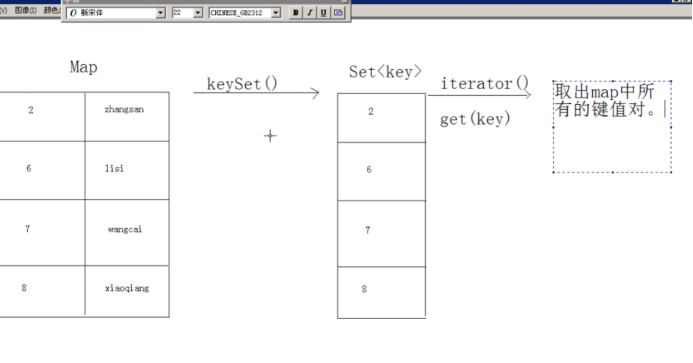 图像(I)
颜色
新宋体
22
CHINESE_GB2312
B I U
Map
keySet()
Set<key>
iterator()
get(key)
取出map中所
有的键值对。
2 zhangsan
6 lisi
7 wangcai
8 xiaoqiang
2
6
7
8